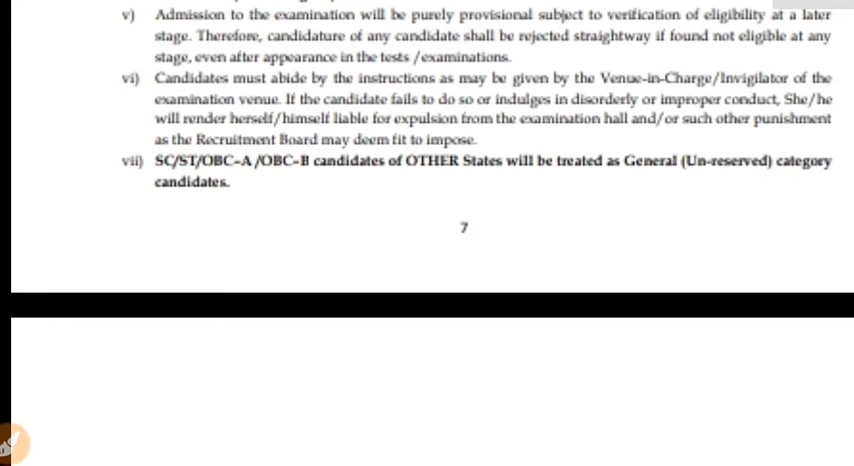 v) Admission to the examination will be purely provisional subject to verification of eligibility at a later
stage. Therefore, candidature of any candidate shall be rejected straightway if found not eligible at any
stage, even after appearance in the tests /examinations.
vi) Candidates must abide by the instructions as may be given by the Venue-in-Charge/Invigilator of the
examination venue. If the candidate fails to do so or indulges in disorderly or improper conduct, She/he
will render herself/himself liable for expulsion from the examination hall and/or such other punishment
as the Recruitment Board may deem fit to impose.
vii) SC/ST/OBC-A /OBC-B candidates of OTHER States will be treated as General (Un-reserved) category
candidates.
7